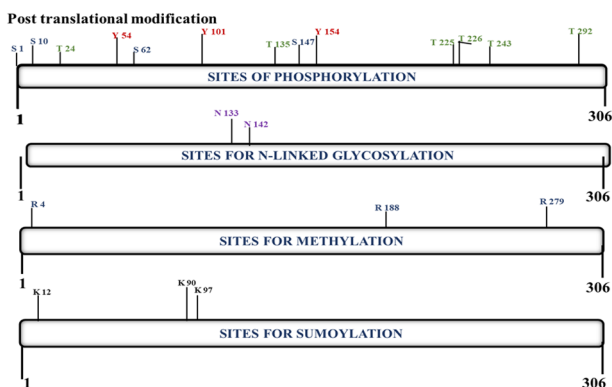 Post translational modification
S 1
S 10
T 24
Y 54
S 62
Y 101
T 135
S 147
Y 154
T 225
T 226
T 243
T 292
SITES OF PHOSPHORYLATION
1
306
N 133
N 142
SITES FOR N-LINKED GLYCOSYLATION
1
306
R 4
R 188
R 279
SITES FOR METHYLATION
1
306
K 12
K 90
K 97
SITES FOR SUMOYLATION
1
306